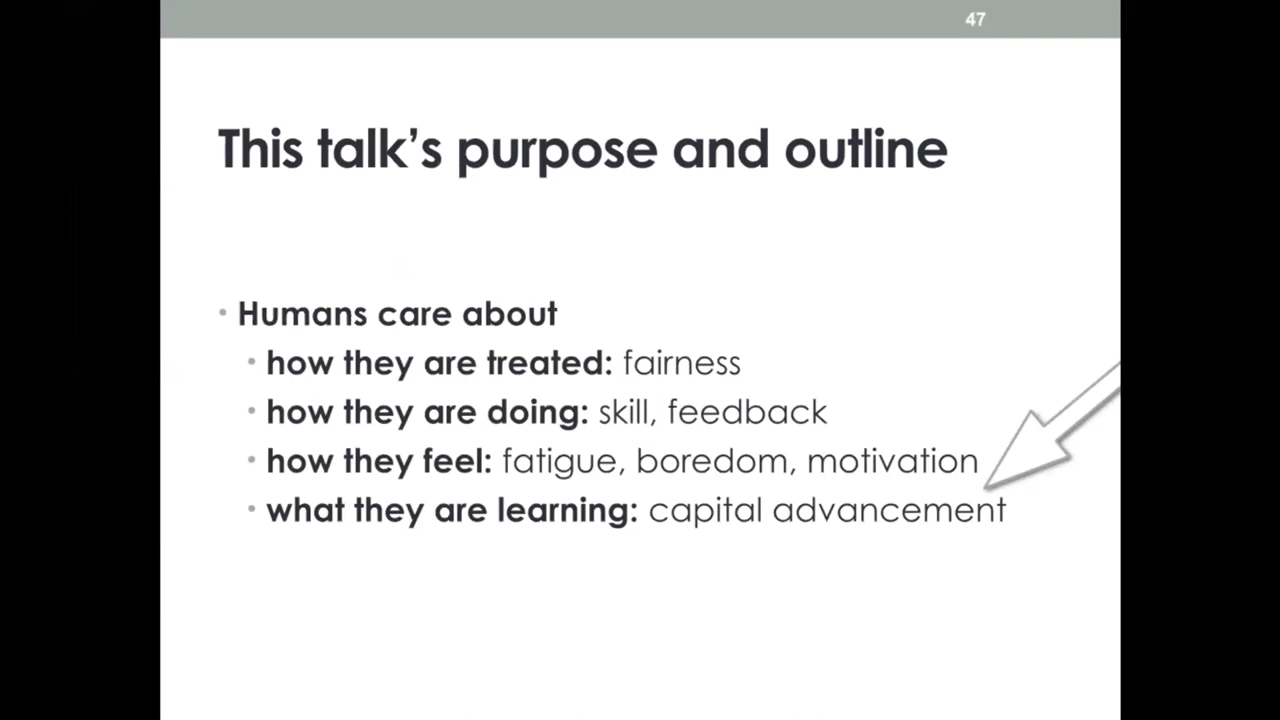 47
This talk’s purpose and outline
• Humans care about
• how they are treated: fairness
• how they are doing: skill, feedback
• how they feel: fatigue, boredom, motivation
• what they are learning: capital advancement